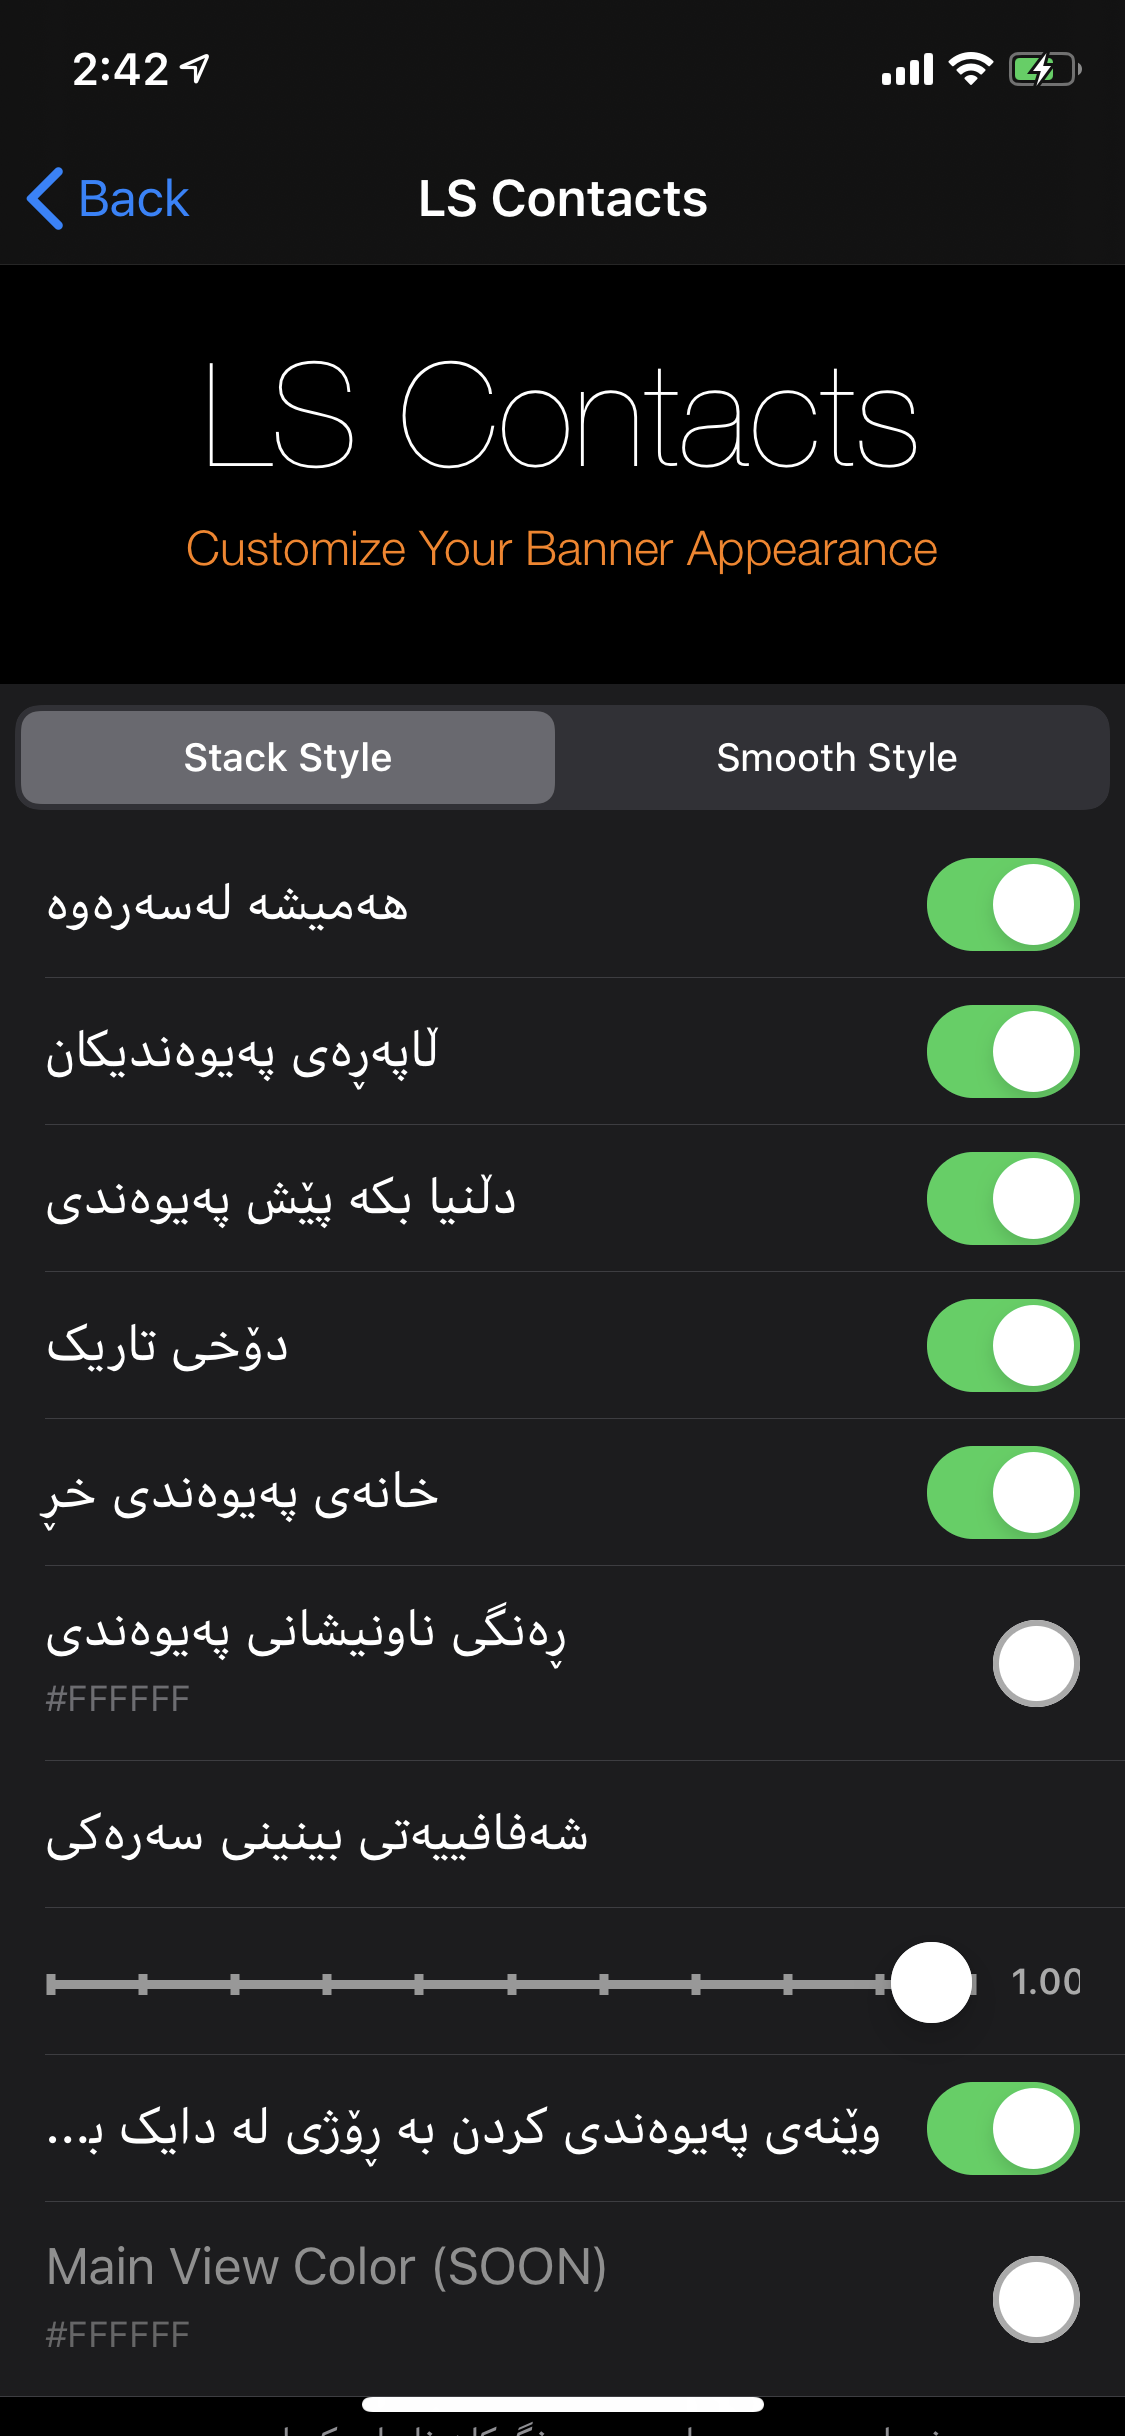 2:42
Back
LS Contacts
LS Contacts
Customize Your Banner Appearance
Stack Style
Smooth Style
هەمیشە لەسەرەوە
ڵاپەڕەی پەیوەندیکان
دڵنیا بکە پێش پەیوەندی
دۆخی تاریک
خانەی پەیوەندی خڕ
ڕەنگی ناونیشانی پەیوەندی
#FFFFFF
شەفافییەتی بینینی سەرەکی
1.00
وێنەی پەیوەندی کردن بە ڕۆژی لە دایک بـ...
Main View Color (SOON)
#FFFFFF